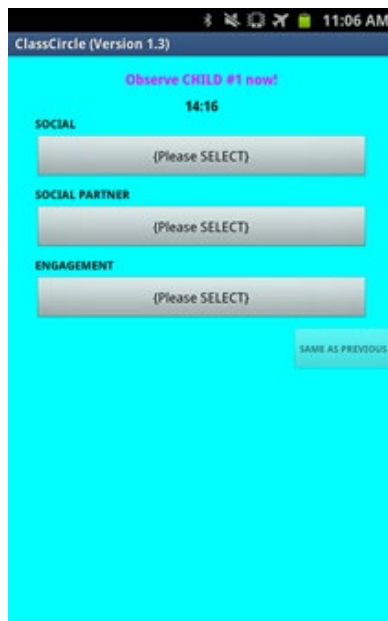 11:06 AM
ClassCircle (Version 1.3)
Observe CHILD #1 now!
14:16
SOCIAL
{Please SELECT}
SOCIAL PARTNER
{Please SELECT}
ENGAGEMENT
{Please SELECT}
SAME AS PREVIOUS